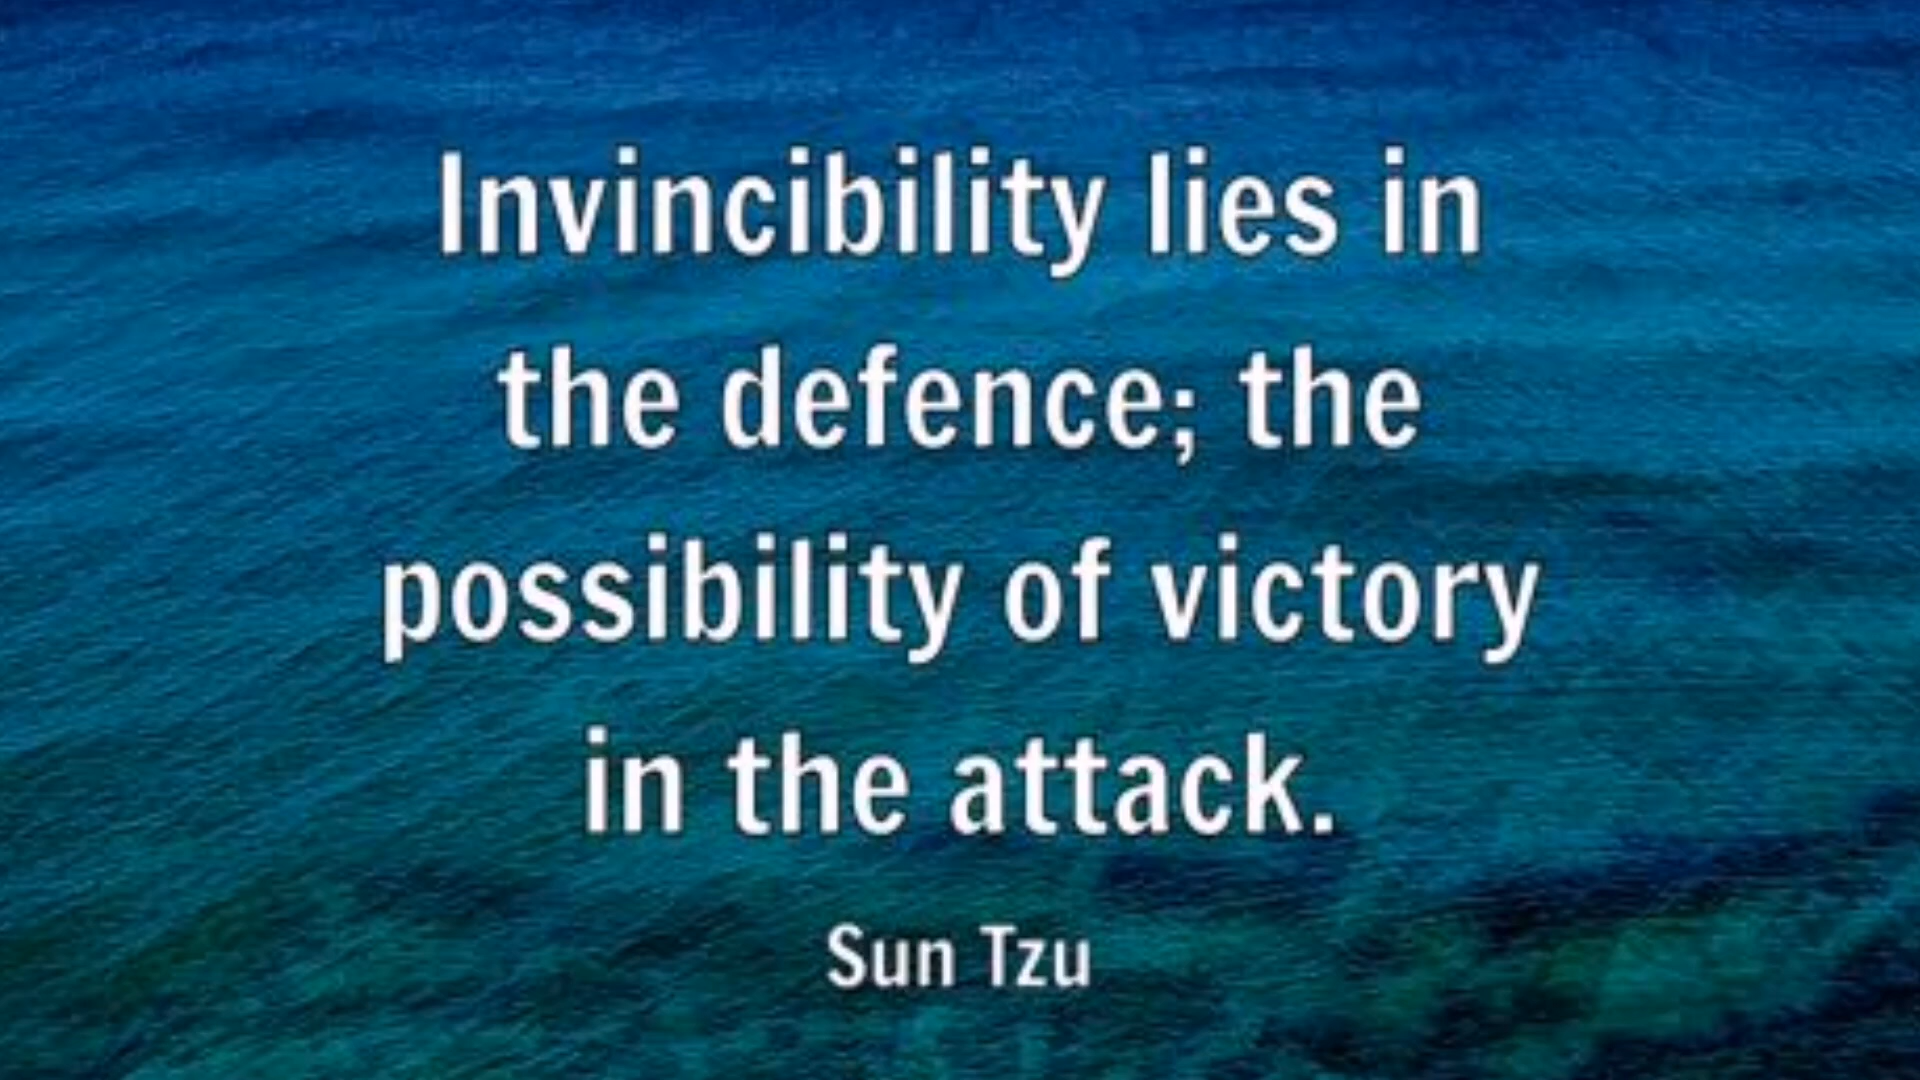 Invincibility lies in
the defence; the
possibility of victory
in the attack.
Sun Tzu